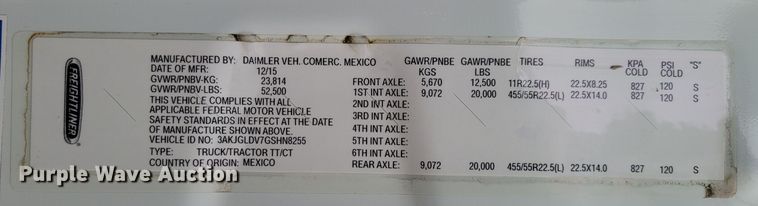 FREIGHTLINER
MANUFACTURED BY: DAIMLER VEH. COMERC. MEXICO GAWR/PNBE GAWR/PNBE TIRES RIMS KPA PSI "S"
DATE OF MFR: 12/15 KGS LBS COLD COLD
GVWR/PNBV-KG: 23,814 FRONT AXLE: 5,670 12,500 11R22.5(H) 22.5X8.25 827 120 S
GVWR/PNBV-LBS: 52,500 1ST INT AXLE: 9,072 20,000 455/55R22.5(L) 22.5X14.0 827 120 S
THIS VEHICLE COMPLIES WITH ALL 2ND INT AXLE:
APPLICABLE FEDERAL MOTOR VEHICLE 3RD INT AXLE:
SAFETY STANDARDS IN EFFECT AT THE DATE
OF MANUFACTURE SHOWN ABOVE. 4TH INT AXLE:
VEHICLE ID NO: 3AKJGLDV7GSHN8255 5TH INT AXLE:
TYPE: TRUCK/TRACTOR TT/CT 6TH INT AXLE:
COUNTRY OF ORIGIN: MEXICO REAR AXLE: 9,072 20,000 455/55R22.5(L) 22.5X14.0 827 120 S
Purple Wave Auction